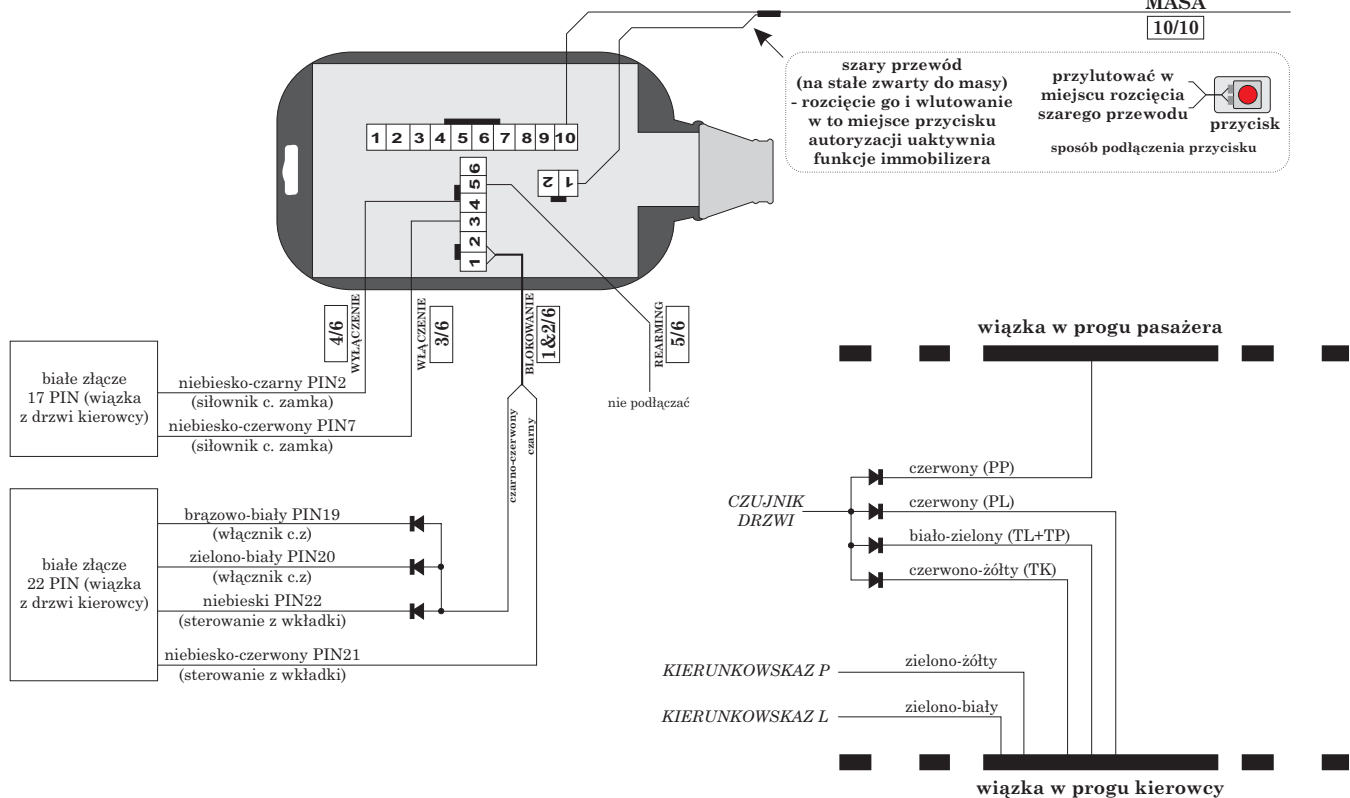 MASA
10/10
szary przewód
(na stałe zwarty do masy)
- rozcięcie go i wlutowanie
w to miejsce przycisku
autoryzacji uaktywnia
funkcje immobilizera
przylutować w
miejscu rozcięcia
szarego przewodu
przycisk
sposób podłączenia przycisku
1 2 3 4 5 6 7 8 9 10
1 2 3 4 5 6
2 1
4/6
WYŁĄCZENIE
WŁĄCZENIE
3/6
BLOKOWANIE
1&2/6
REARMING
5/6
nie podłączać
białe złącze
17 PIN (wiązka
z drzwi kierowcy)
niebiesko-czarny PIN2
(siłownik c. zamka)
niebiesko-czerwony PIN7
(siłownik c. zamka)
czarno-czerwony
czarny
białe złącze
22 PIN (wiązka
z drzwi kierowcy)
brązowo-biały PIN19
(włącznik c.z)
zielono-biały PIN20
(włącznik c.z)
niebieski PIN22
(sterowanie z wkładki)
niebiesko-czerwony PIN21
(sterowanie z wkładki)
wiązka w progu pasażera
CZUJNIK
DRZWI
czerwony (PP)
czerwony (PL)
biało-zielony (TL+TP)
czerwono-żółty (TK)
KIERUNKOWSKAZ P
zielono-żółty
KIERUNKOWSKAZ L
zielono-biały
wiązka w progu kierowcy